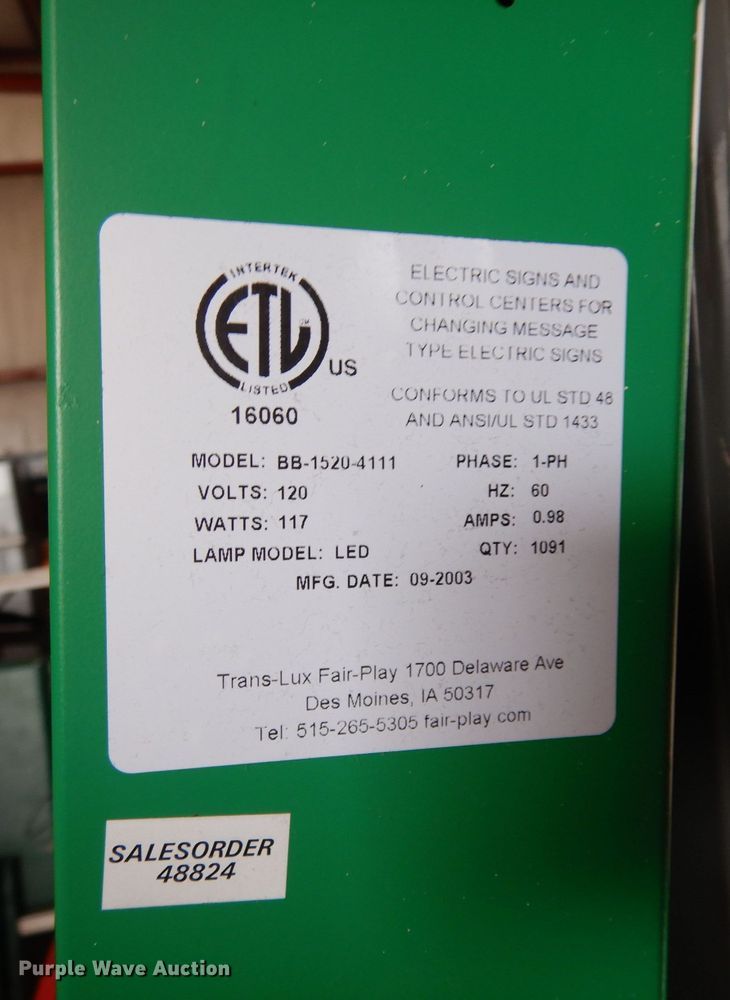 INTERTEK
ETL
LISTED
US
16060
ELECTRIC SIGNS AND
CONTROL CENTERS FOR
CHANGING MESSAGE
TYPE ELECTRIC SIGNS
CONFORMS TO UL STD 48
AND ANSI/UL STD 1433
MODEL: BB-1520-4111 PHASE: 1-PH
VOLTS: 120 HZ: 60
WATTS: 117 AMPS: 0.98
LAMP MODEL: LED QTY: 1091
MFG. DATE: 09-2003
Trans-Lux Fair-Play 1700 Delaware Ave
Des Moines, IA 50317
Tel: 515-265-5305 fair-play com
SALESORDER
48824
Purple Wave Auction